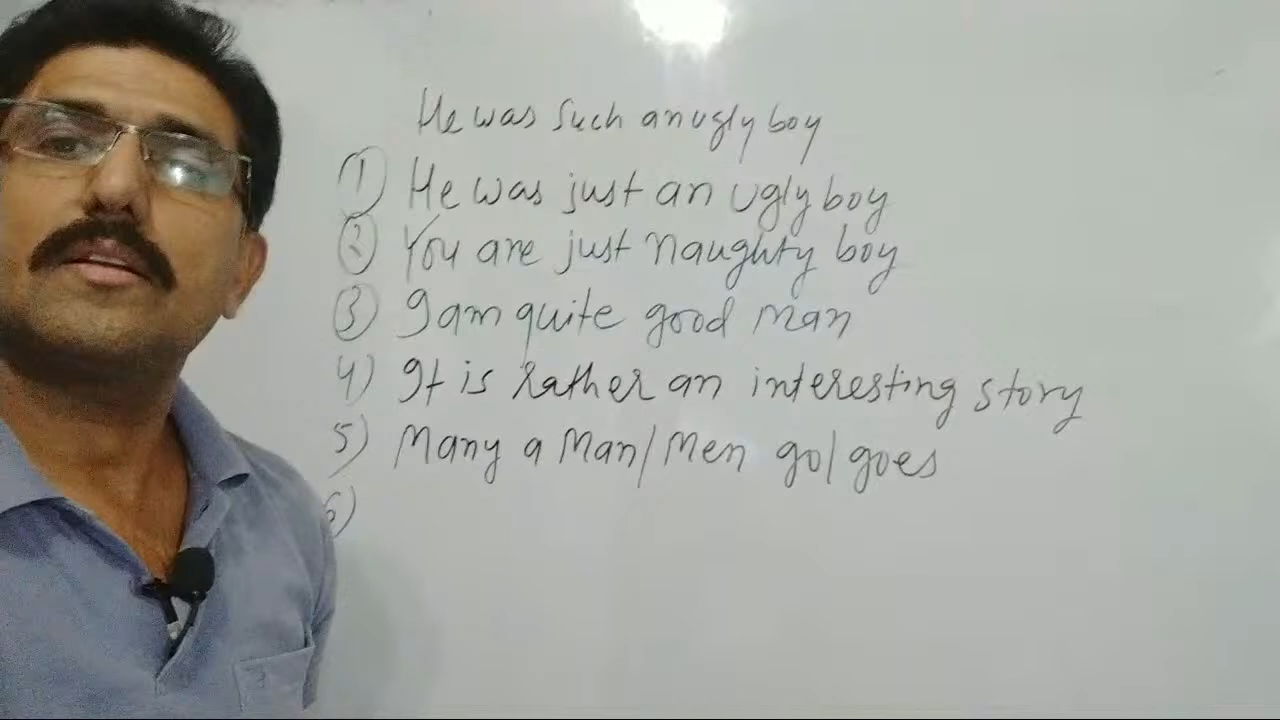 He was such an ugly boy
① He was just an ugly boy
② You are just naughty boy
③ I am quite good man
4) It is rather an interesting story
5) Many a Man/Men go/goes
6)